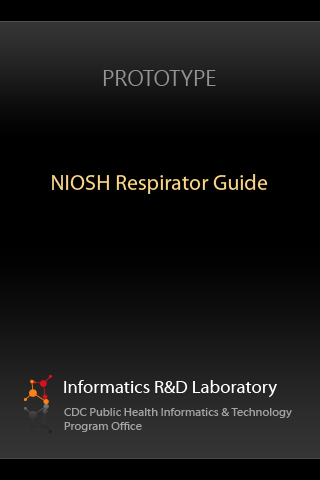 PROTOTYPE
NIOSH Respirator Guide
Informatics R&D Laboratory
CDC Public Health Informatics & Technology
Program Office